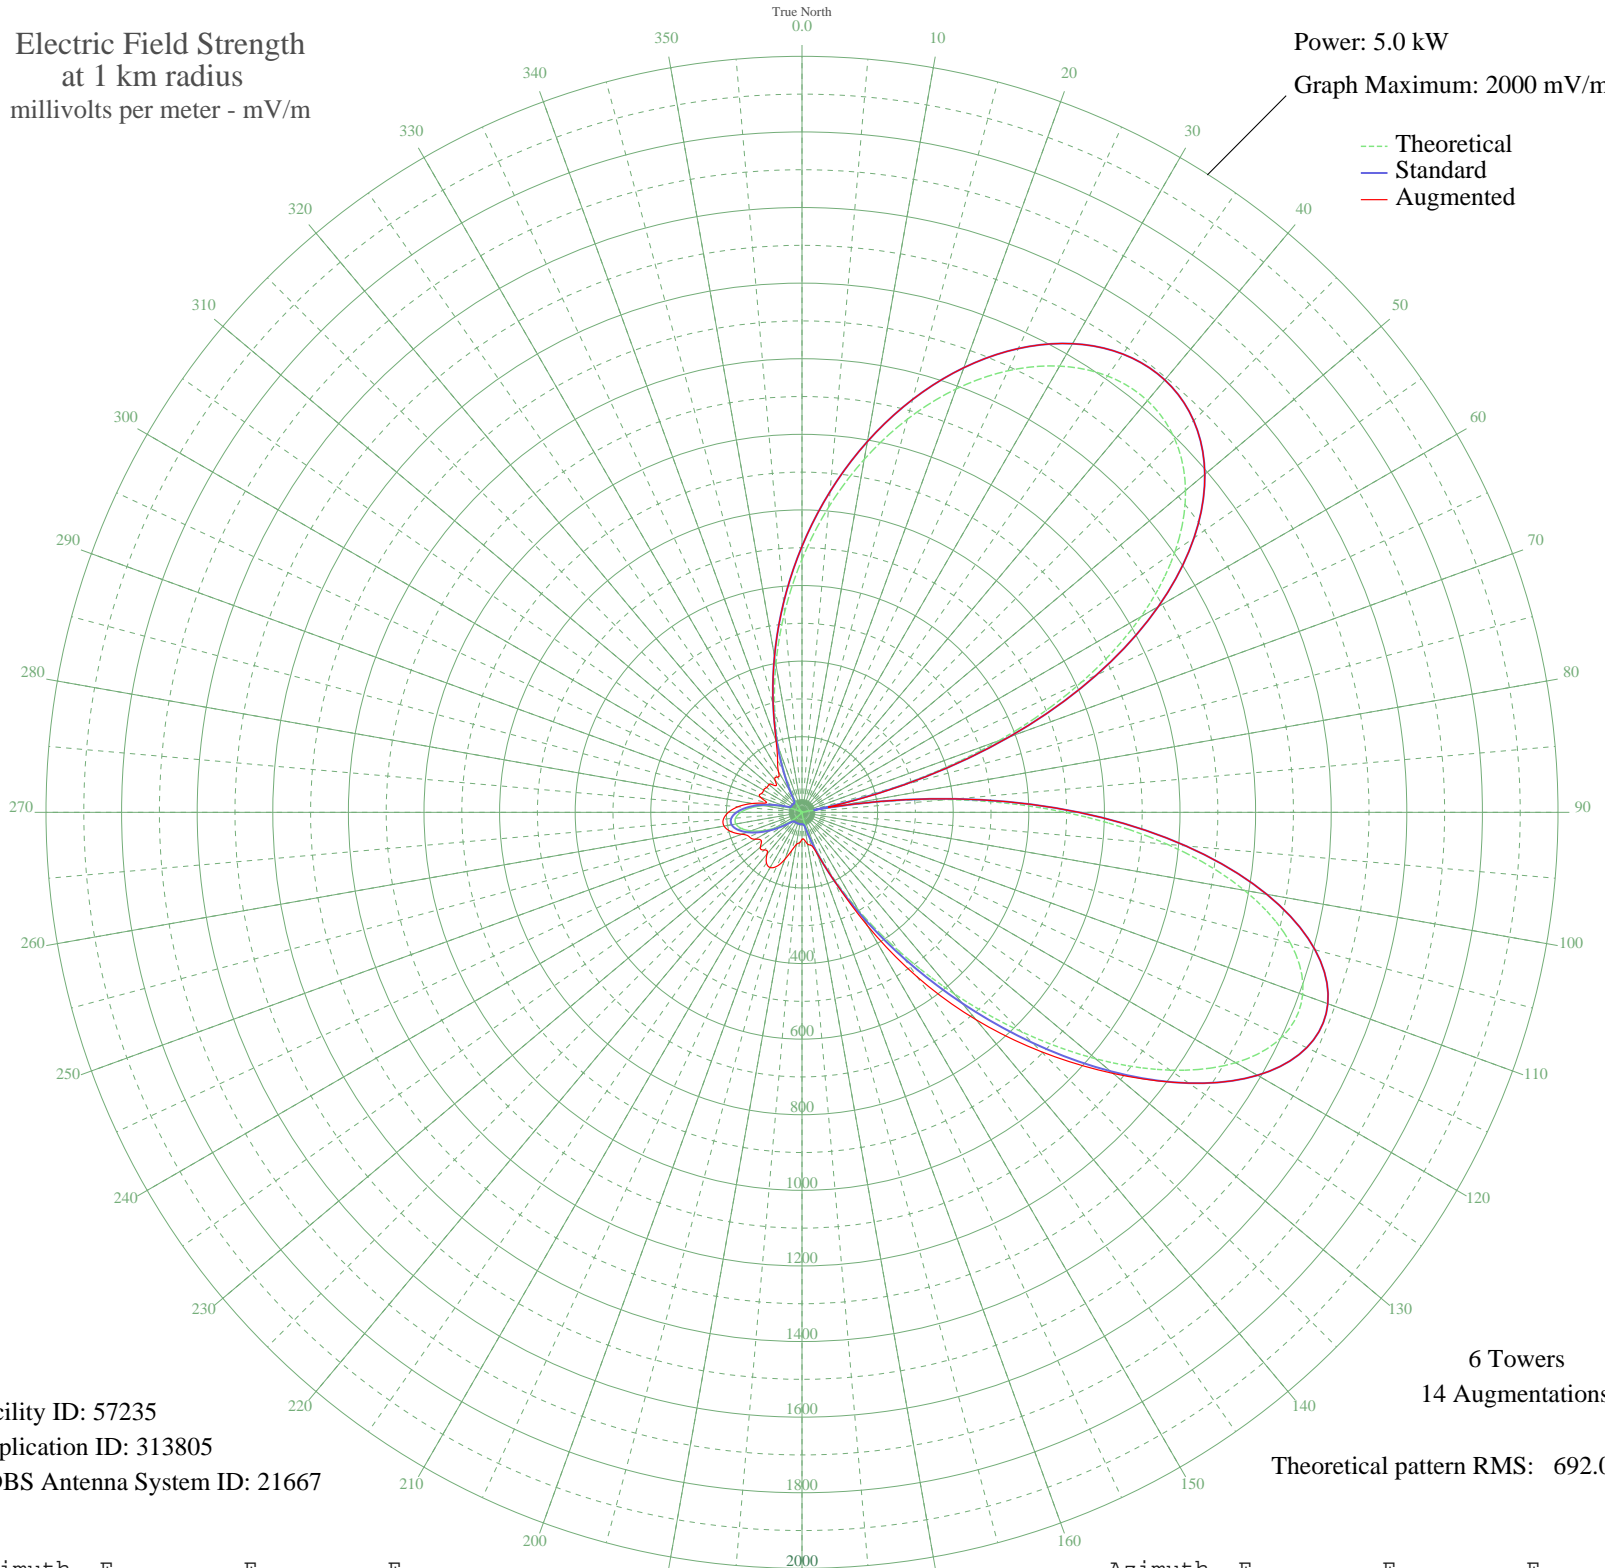 True North
0.0
Electric Field Strength
at 1 km radius
millivolts per meter - mV/m
Power: 5.0 kW
Graph Maximum: 2000 mV/m
Theoretical
Standard
Augmented
350
10
340
20
330
30
320
40
310
50
300
60
290
70
280
80
270
90
260
100
250
110
240
120
230
130
220
140
210
150
200
160
400
600
800
1000
1200
1400
1600
1800
2000
6 Towers
14 Augmentations
cility ID: 57235
plication ID: 313805
DBS Antenna System ID: 21667
Theoretical pattern RMS: 692.0
imuth E E E Azimuth E E E